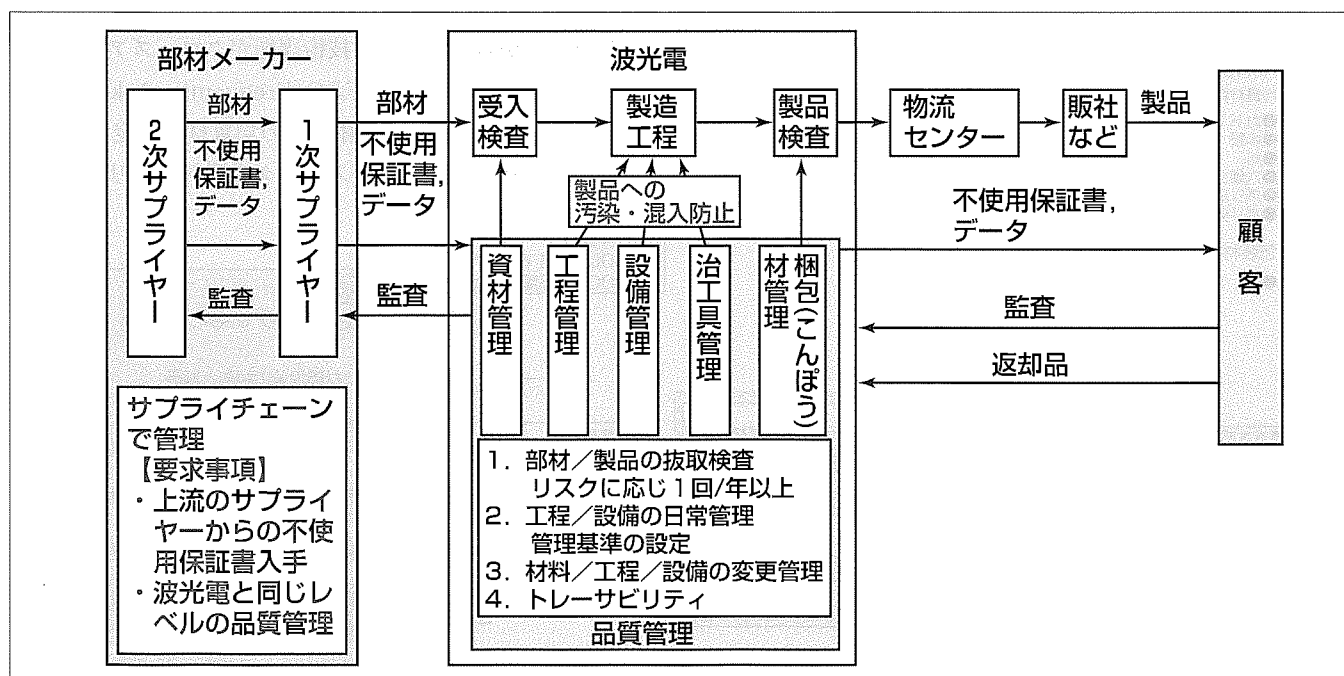 部材メーカー
部材
不使用
保証書,
データ
監査
2次サプライヤー
1次サプライヤー
サプライチェーン
で管理
【要求事項】
・上流のサプライ
ヤーからの不使
用保証書入手
・波光電と同じレ
ベルの品質管理
部材
不使用
保証書,
データ
監査
波光電
受入
検査
製造
工程
製品
検査
製品への
汚染・混入防止
資材管理
工程管理
設備管理
治工具管理
梱包(こんぽう)
材管理
1. 部材/製品の抜取検査
リスクに応じ1回/年以上
2. 工程/設備の日常管理
管理基準の設定
3. 材料/工程/設備の変更管理
4. トレーサビリティ
品質管理
物流
センター
販社
など
製品
不使用保証書,
データ
監査
返却品
顧客